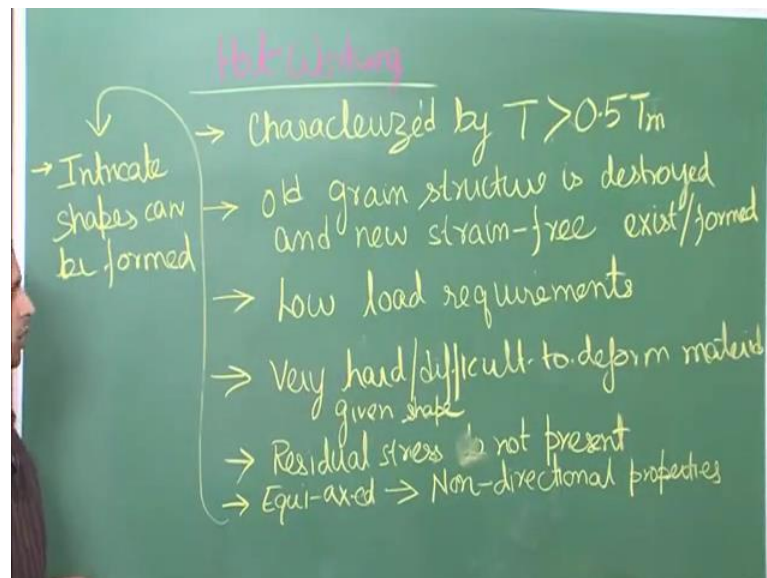 Hot Working
→ Characterized by T > 0.5 Tm
→ Old grain structure is destroyed
and new strain-free exist/formed
→ Low load requirements
→ Very hard/difficult-to-deform materials
given shape
→ Residual stress is not present
→ Equi-axed → Non-directional properties
→ Intricate
shapes can
be formed